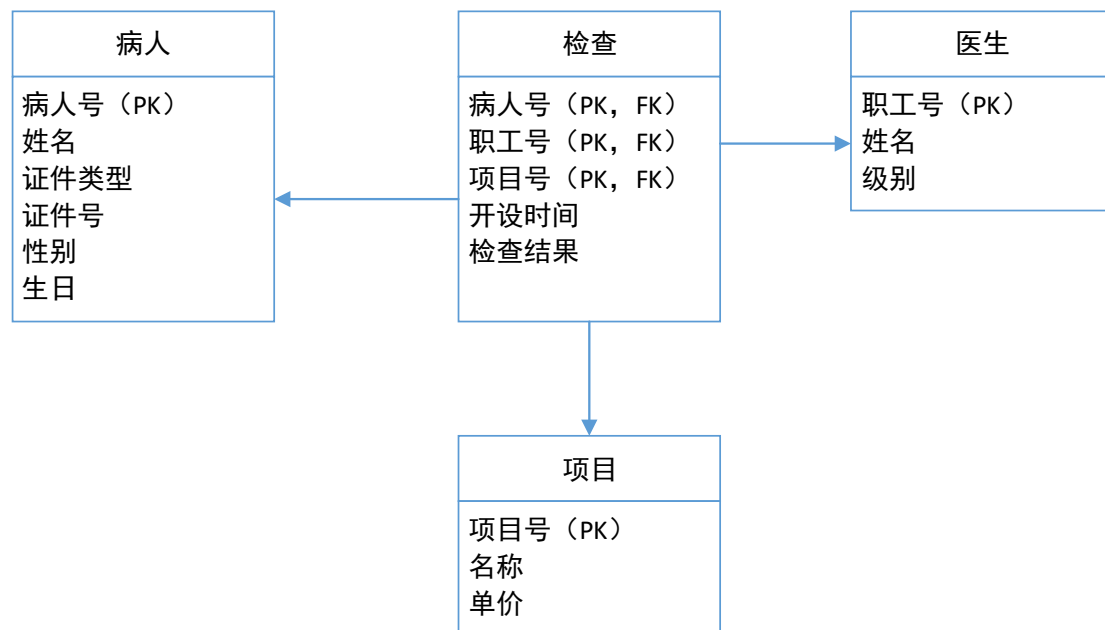 病人
病人号（PK）
姓名
证件类型
证件号
性别
生日
检查
病人号（PK，FK）
职工号（PK，FK）
项目号（PK，FK）
开设时间
检查结果
医生
职工号（PK）
姓名
级别
项目
项目号（PK）
名称
单价